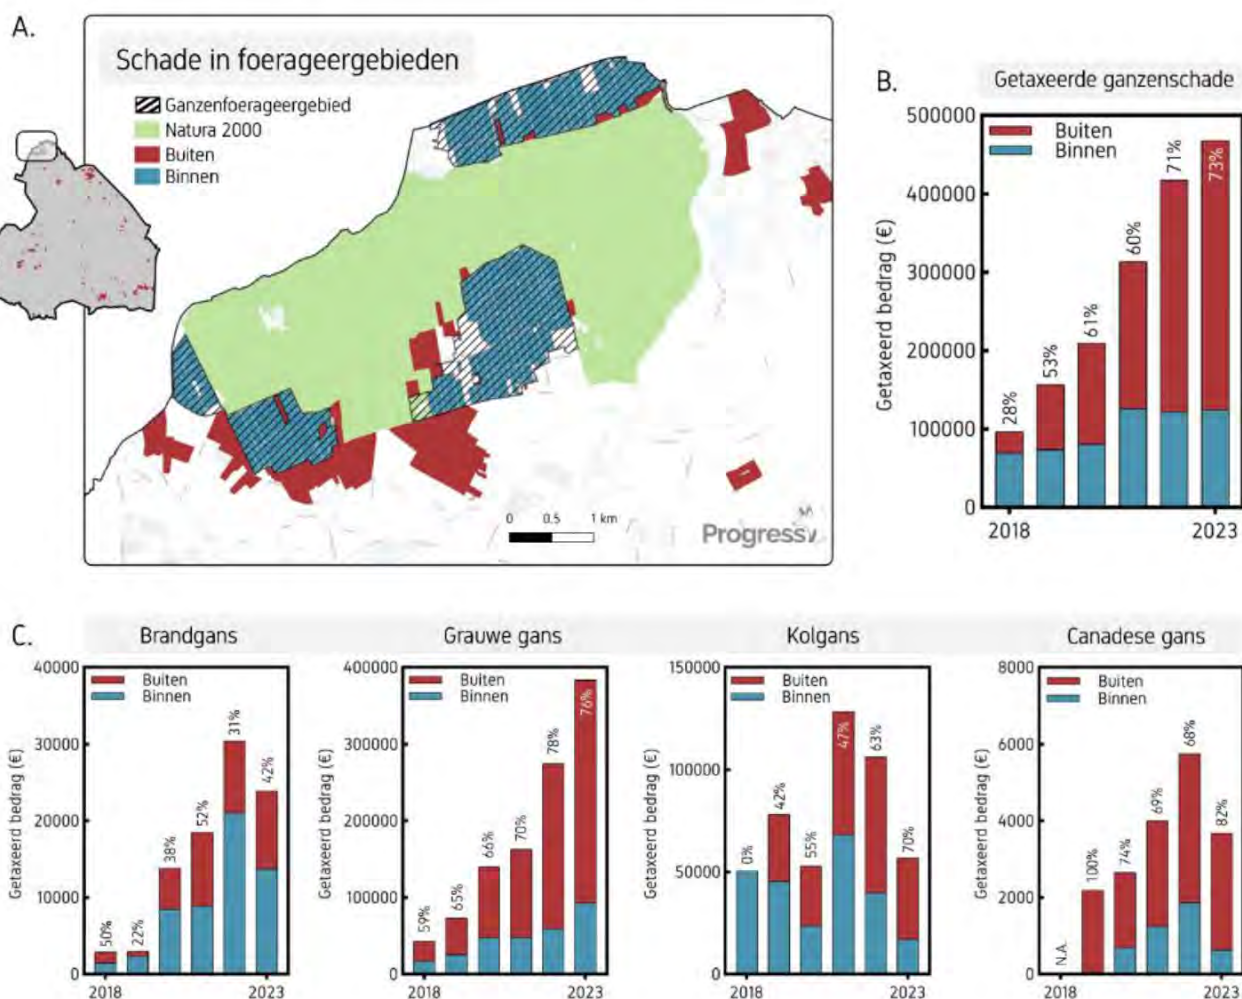 A.
Schade in foerageergebieden
Ganzenfoerageergebied
Natura 2000
Buiten
Binnen
0 0.5 1 km
Progress
B.
Getaxeerde ganzenschade
Getaxeerd bedrag (€)
500000
400000
300000
200000
100000
0
Buiten
Binnen
28%
53%
61%
60%
71%
73%
2018 2023
C.
Brandgans
Getaxeerd bedrag (€)
40000
30000
20000
10000
0
Buiten
Binnen
50%
22%
38%
52%
31%
42%
2018 2023
Grauwe gans
Getaxeerd bedrag (€)
400000
300000
200000
100000
0
Buiten
Binnen
59%
65%
66%
70%
78%
76%
2018 2023
Kolgans
Getaxeerd bedrag (€)
150000
100000
50000
0
Buiten
Binnen
0%
42%
55%
47%
63%
70%
2018 2023
Canadese gans
Getaxeerd bedrag (€)
8000
6000
4000
2000
0
Buiten
Binnen
N.A.
100%
74%
69%
68%
82%
2018 2023